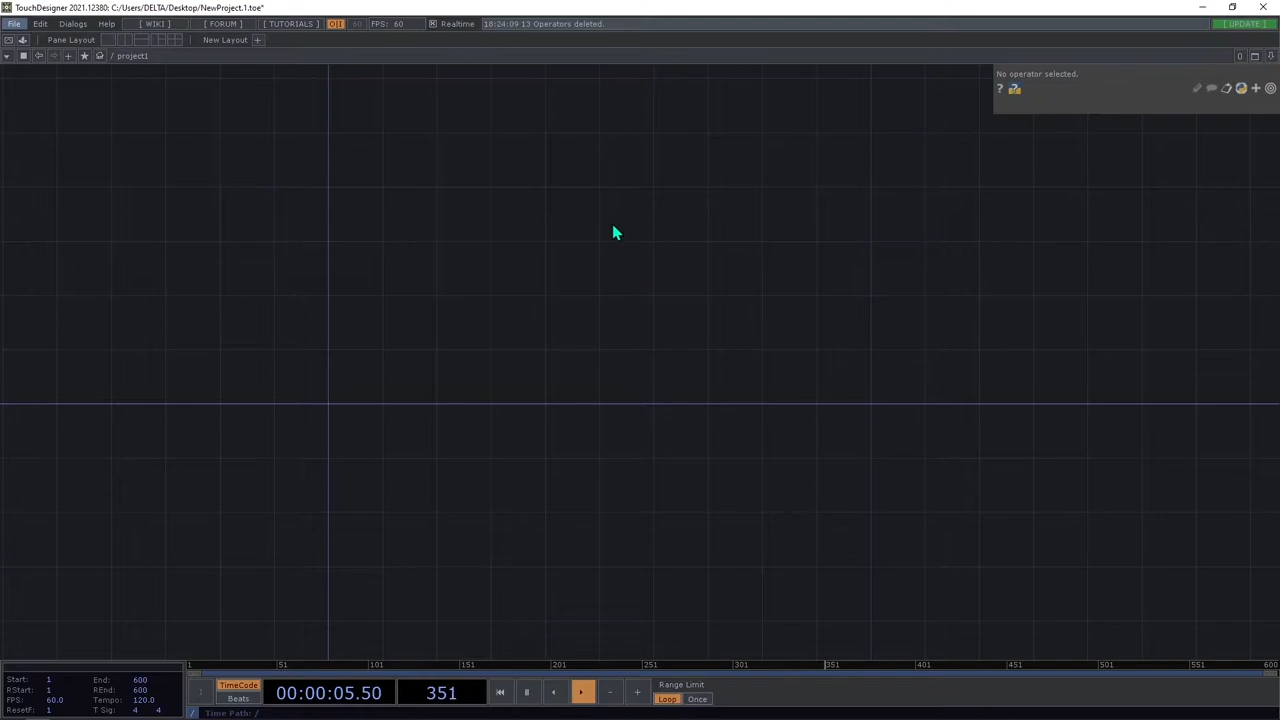 TouchDesigner 2021.12380: C:/Users/DELTA/Desktop/NewProject.1.toe*
File Edit Dialogs Help [ WIKI ] [ FORUM ] [ TUTORIALS ] O|I 60 FPS: 60 Realtime 18:24:09 13 Operators deleted. [ UPDATE ]
Pane Layout New Layout +
/ project1 0
No operator selected.
1 51 101 151 201 251 301 351 401 451 501 551 600
Start: 1 End: 600
RStart: 1 REnd: 600
FPS: 60.0 Tempo: 120.0
ResetF: 1 T Sig: 4 4
TimeCode
Beats
00:00:05.50 351
Range Limit
Loop Once
/ Time Path: /